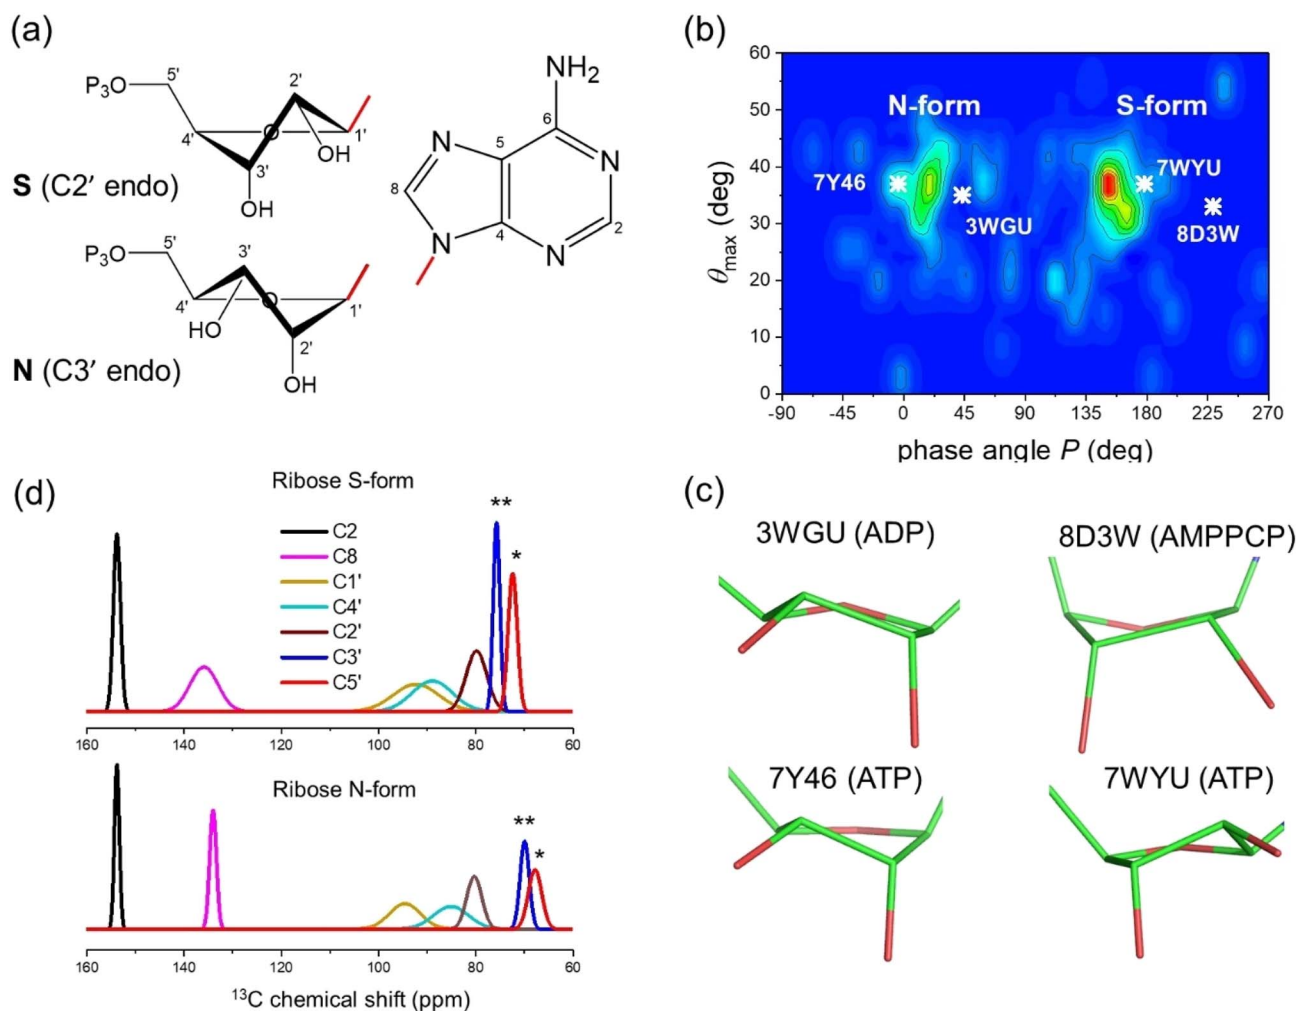 (a)
P₃O
5'
2'
4'
O
1'
3'
OH
OH
S (C2′ endo)
P₃O
5'
3'
4'
O
1'
HO
2'
OH
N (C3′ endo)
NH₂
6
N
5
N
8
4
2
N
N
(b)
60
50
40
30
20
10
0
θmax (deg)
N-form
S-form
7Y46
3WGU
7WYU
8D3W
-90
-45
0
45
90
135
180
225
270
phase angle P (deg)
(d)
Ribose S-form
**
*
C2
C8
C1'
C4'
C2'
C3'
C5'
160
140
100
80
60
Ribose N-form
**
*
160
140
100
80
60
¹³C chemical shift (ppm)
(c)
3WGU (ADP)
8D3W (AMPPCP)
7Y46 (ATP)
7WYU (ATP)